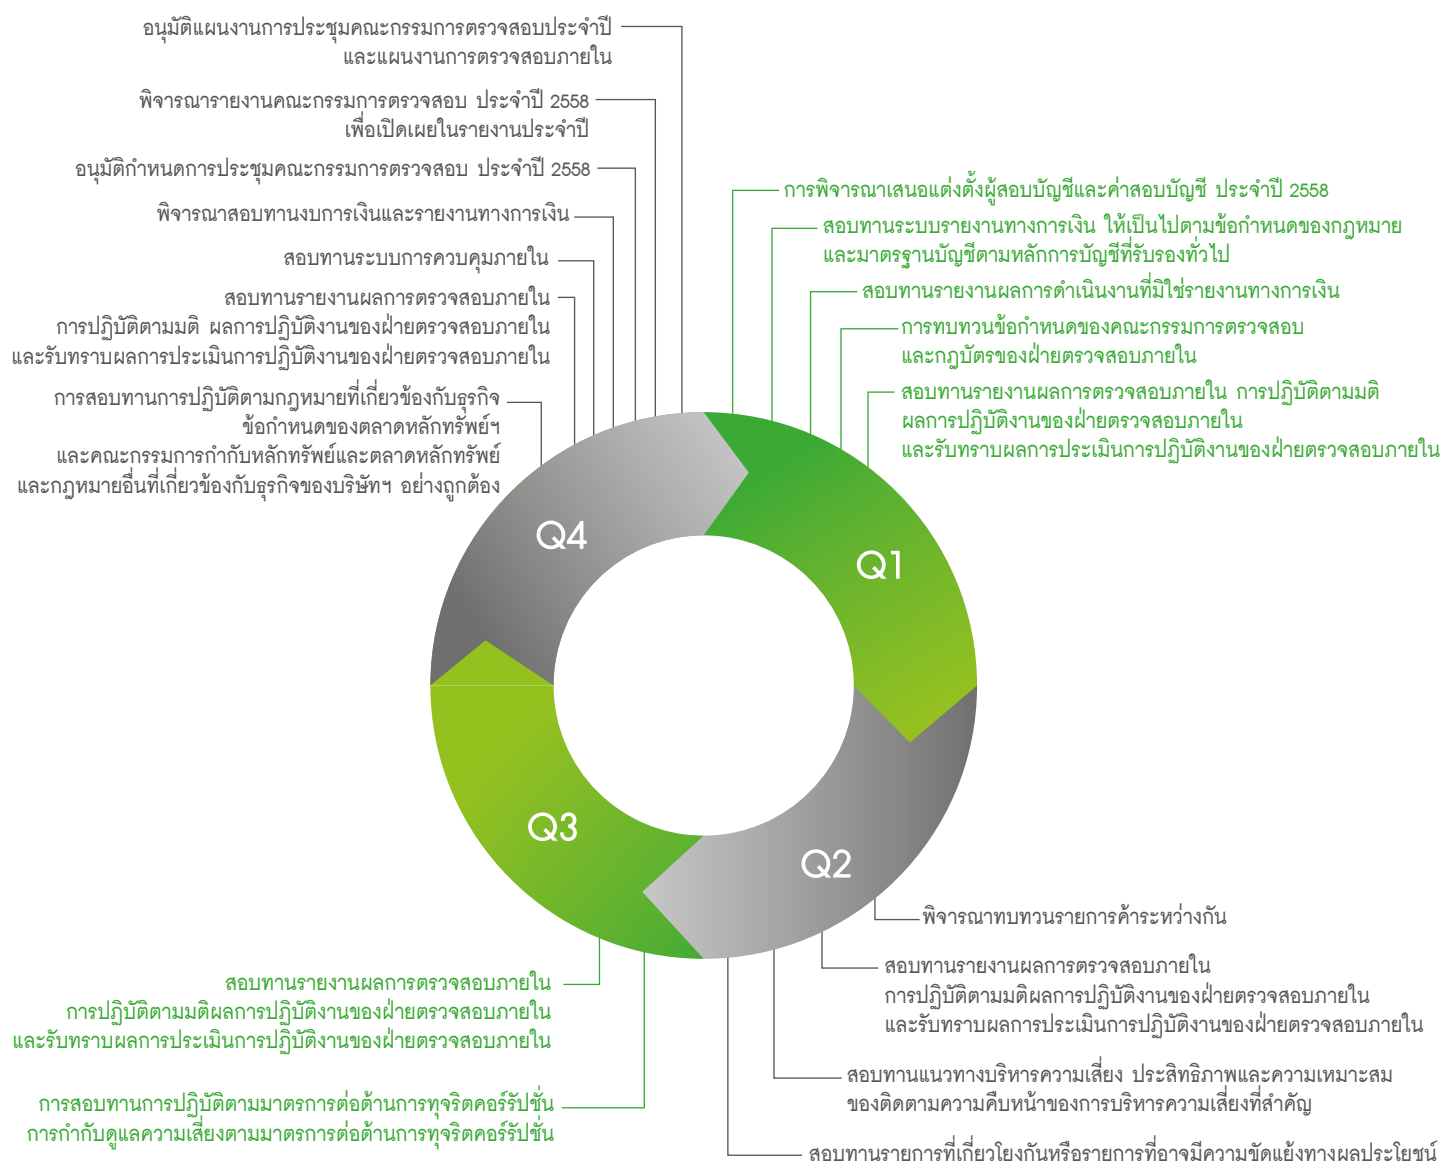 อนุมัติแผนงานการประชุมคณะกรรมการตรวจสอบประจำปี
และแผนงานการตรวจสอบภายใน
พิจารณารายงานคณะกรรมการตรวจสอบ ประจำปี 2558
เพื่อเปิดเผยในรายงานประจำปี
อนุมัติกำหนดการประชุมคณะกรรมการตรวจสอบ ประจำปี 2558
พิจารณาสอบทานงบการเงินและรายงานทางการเงิน
สอบทานระบบการควบคุมภายใน
สอบทานรายงานผลการตรวจสอบภายใน
การปฏิบัติตามมติ ผลการปฏิบัติงานของฝ่ายตรวจสอบภายใน
และรับทราบผลการประเมินการปฏิบัติงานของฝ่ายตรวจสอบภายใน
การสอบทานการปฏิบัติตามกฎหมายที่เกี่ยวข้องกับธุรกิจ
ข้อกำหนดของตลาดหลักทรัพย์ฯ
และคณะกรรมการกำกับหลักทรัพย์และตลาดหลักทรัพย์
และกฎหมายอื่นที่เกี่ยวข้องกับธุรกิจของบริษัทฯ อย่างถูกต้อง
การพิจารณาเสนอแต่งตั้งผู้สอบบัญชีและค่าสอบบัญชี ประจำปี 2558
สอบทานระบบรายงานทางการเงิน ให้เป็นไปตามข้อกำหนดของกฎหมาย
และมาตรฐานบัญชีตามหลักการบัญชีที่รับรองทั่วไป
สอบทานรายงานผลการดำเนินงานที่มิใช่รายงานทางการเงิน
การทบทวนข้อกำหนดของคณะกรรมการตรวจสอบ
และกฎบัตรของฝ่ายตรวจสอบภายใน
สอบทานรายงานผลการตรวจสอบภายใน การปฏิบัติตามมติ
ผลการปฏิบัติงานของฝ่ายตรวจสอบภายใน
และรับทราบผลการประเมินการปฏิบัติงานของฝ่ายตรวจสอบภายใน
Q4
Q1
Q3
Q2
พิจารณาทบทวนรายการค้าระหว่างกัน
สอบทานรายงานผลการตรวจสอบภายใน
การปฏิบัติตามมติผลการปฏิบัติงานของฝ่ายตรวจสอบภายใน
และรับทราบผลการประเมินการปฏิบัติงานของฝ่ายตรวจสอบภายใน
สอบทานแนวทางบริหารความเสี่ยง ประสิทธิภาพและความเหมาะสม
ของติดตามความคืบหน้าของการบริหารความเสี่ยงที่สำคัญ
สอบทานรายการที่เกี่ยวโยงกันหรือรายการที่อาจมีความขัดแย้งทางผลประโยชน์
สอบทานรายงานผลการตรวจสอบภายใน
การปฏิบัติตามมติผลการปฏิบัติงานของฝ่ายตรวจสอบภายใน
และรับทราบผลการประเมินการปฏิบัติงานของฝ่ายตรวจสอบภายใน
การสอบทานการปฏิบัติตามมาตรการต่อต้านการทุจริตคอร์รัปชั่น
การกำกับดูแลความเสี่ยงตามมาตรการต่อต้านการทุจริตคอร์รัปชั่น